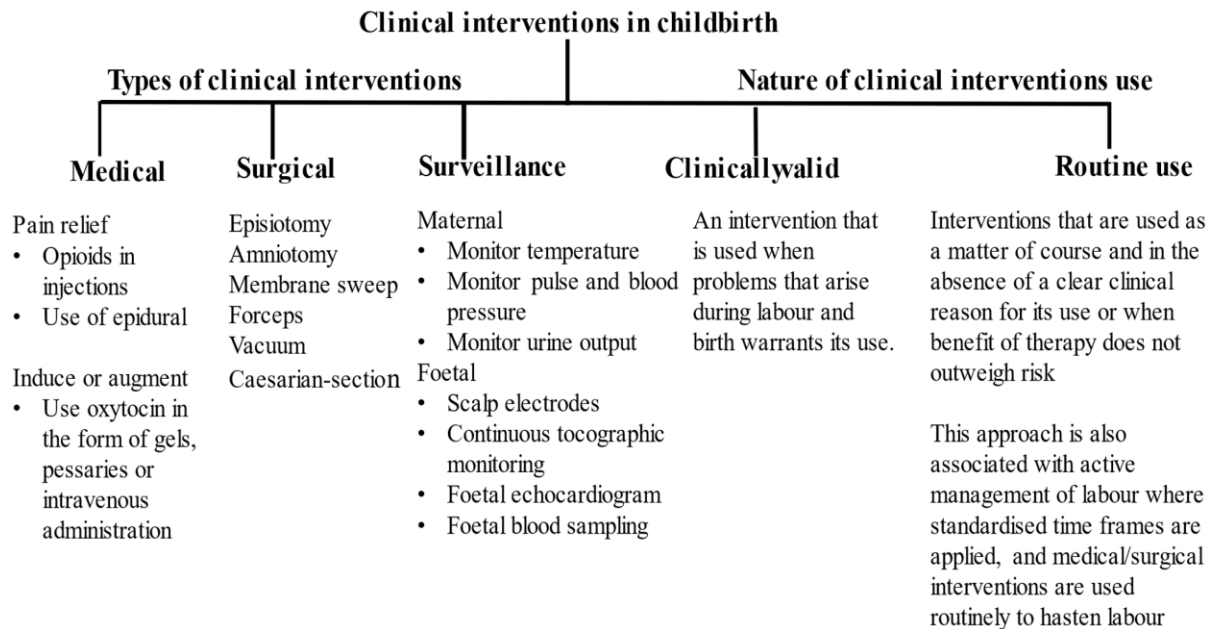 Clinical interventions in childbirth
Types of clinical interventions
Nature of clinical interventions use
Medical
Pain relief
• Opioids in
injections
• Use of epidural
Induce or augment
• Use oxytocin in
the form of gels,
pessaries or
intravenous
administration
Surgical
Episiotomy
Amniotomy
Membrane sweep
Forceps
Vacuum
Caesarian-section
Surveillance
Maternal
• Monitor temperature
• Monitor pulse and blood
pressure
• Monitor urine output
Foetal
• Scalp electrodes
• Continuous tocographic
monitoring
• Foetal echocardiogram
• Foetal blood sampling
Clinicallywalid
An intervention that
is used when
problems that arise
during labour and
birth warrants its use.
Routine use
Interventions that are used as
a matter of course and in the
absence of a clear clinical
reason for its use or when
benefit of therapy does not
outweigh risk
This approach is also
associated with active
management of labour where
standardised time frames are
applied, and medical/surgical
interventions are used
routinely to hasten labour